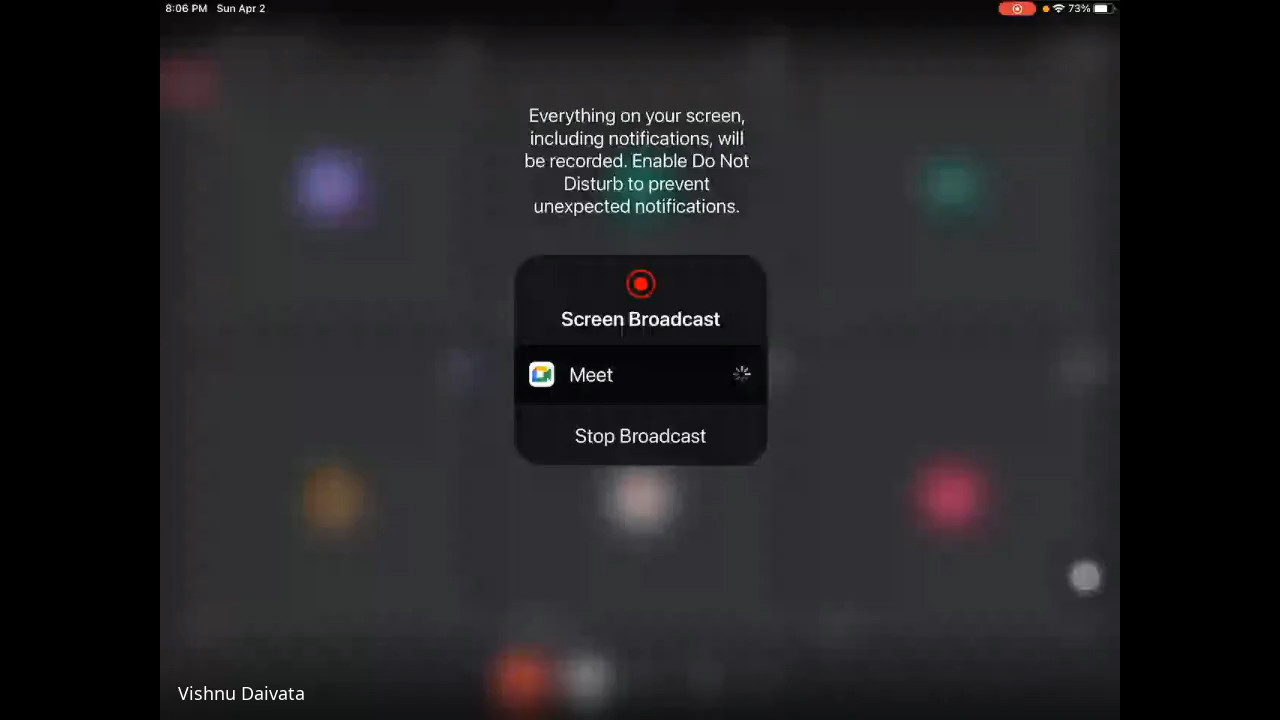 8:06 PM Sun Apr 2
73%
Everything on your screen,
including notifications, will
be recorded. Enable Do Not
Disturb to prevent
unexpected notifications.
Screen Broadcast
Meet
Stop Broadcast
Vishnu Daivata